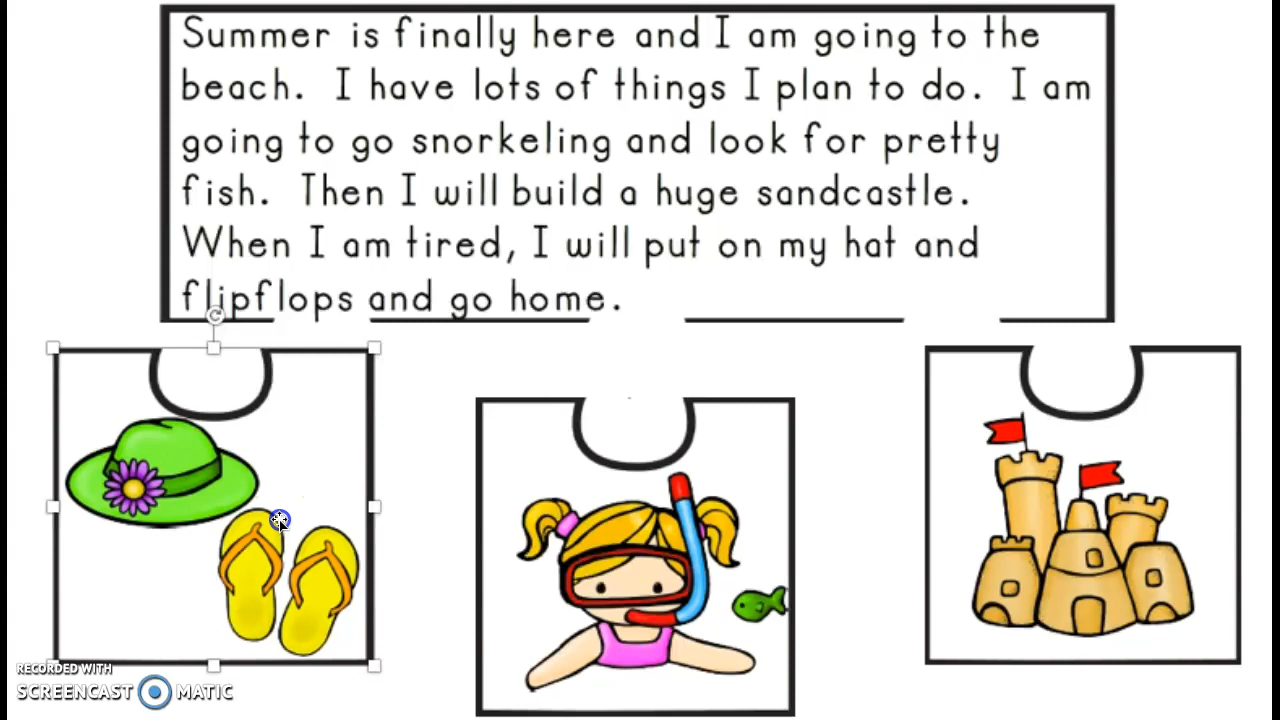 Summer is finally here and I am going to the
beach. I have lots of things I plan to do. I am
going to go snorkeling and look for pretty
fish. Then I will build a huge sandcastle.
When I am tired, I will put on my hat and
flipflops and go home.
RECORDED WITH
SCREENCAST MATIC